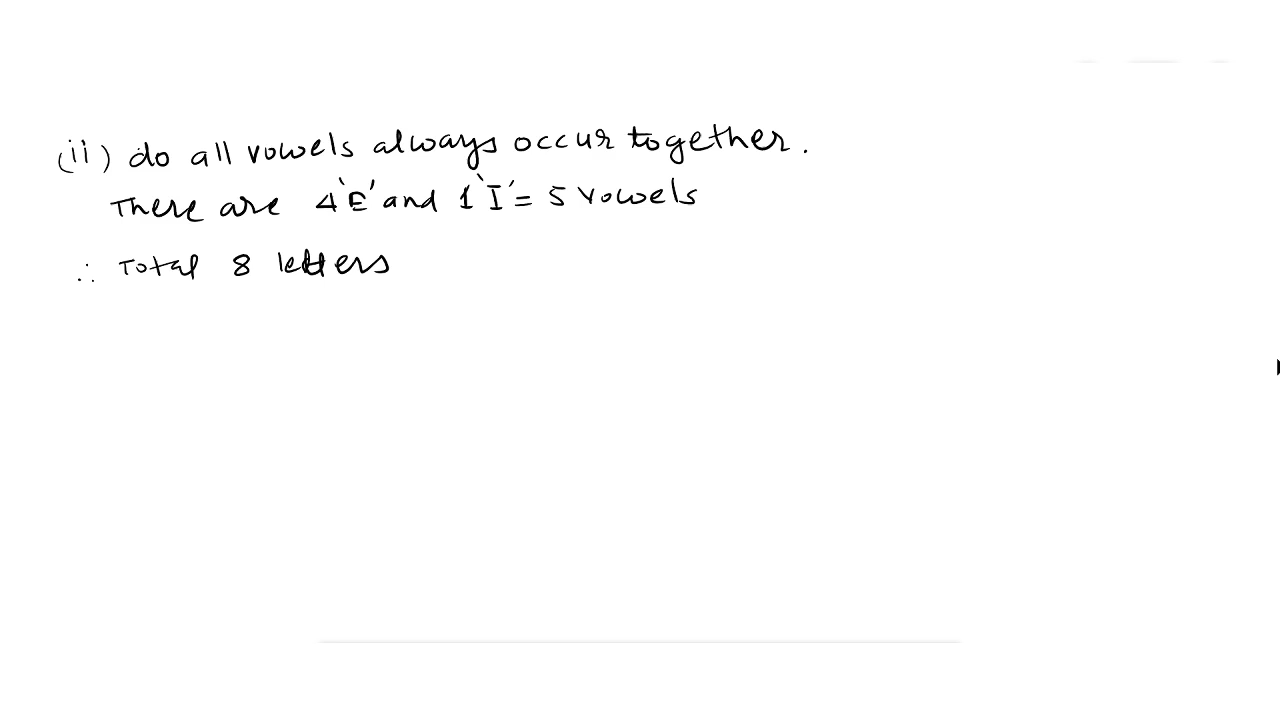 (ii) do all vowels always occur together.
There are 4 'E' and 1 'I' = 5 vowels
∴ Total 8 letters